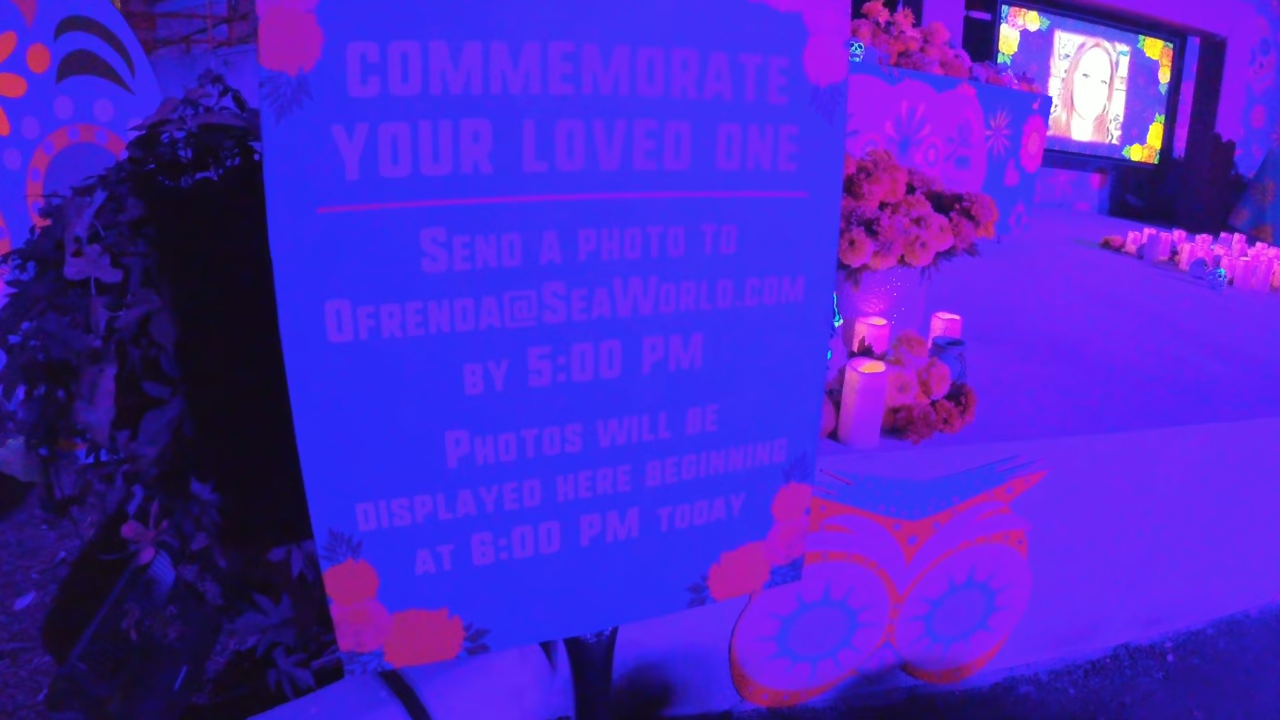 COMMEMORATE
YOUR LOVED ONE
SEND A PHOTO TO
OFRENDA@SEAWORLD.COM
BY 5:00 PM
PHOTOS WILL BE
DISPLAYED HERE BEGINNING
AT 6:00 PM TODAY